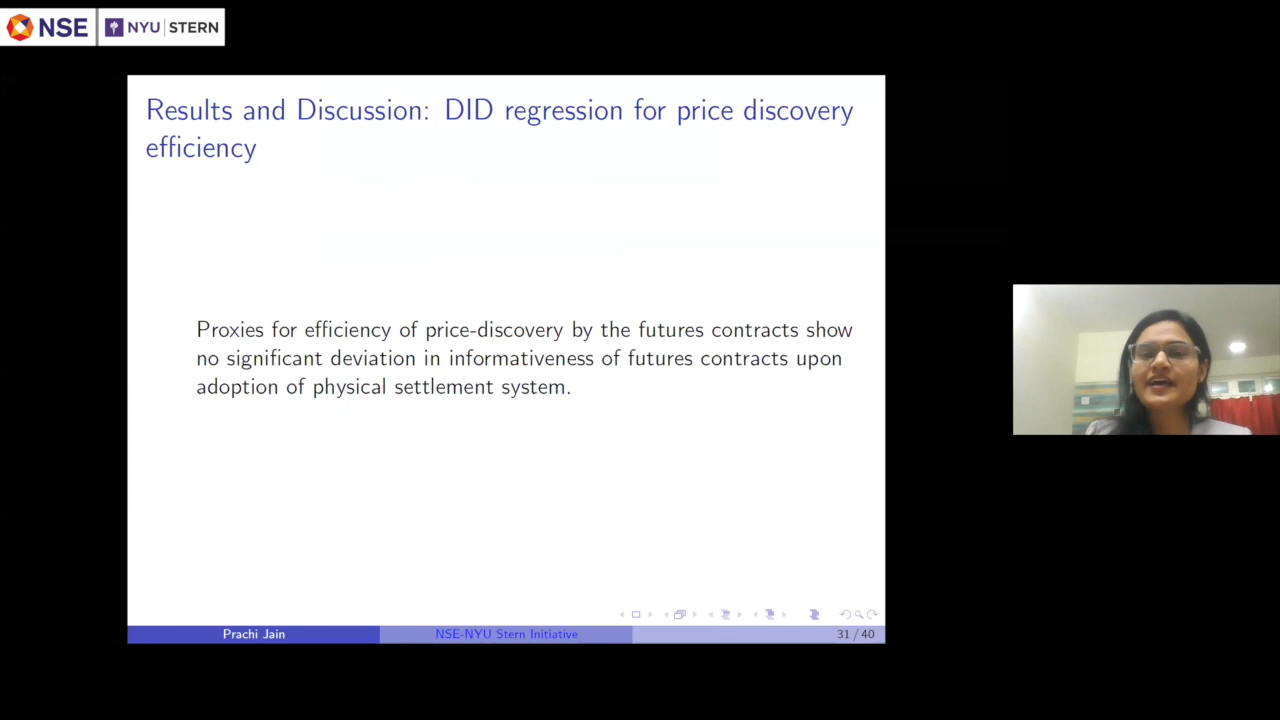 NSE NYU STERN
Results and Discussion: DID regression for price discovery
efficiency
Proxies for efficiency of price-discovery by the futures contracts show
no significant deviation in informativeness of futures contracts upon
adoption of physical settlement system.
Prachi Jain NSE-NYU Stern Initiative 31 / 40